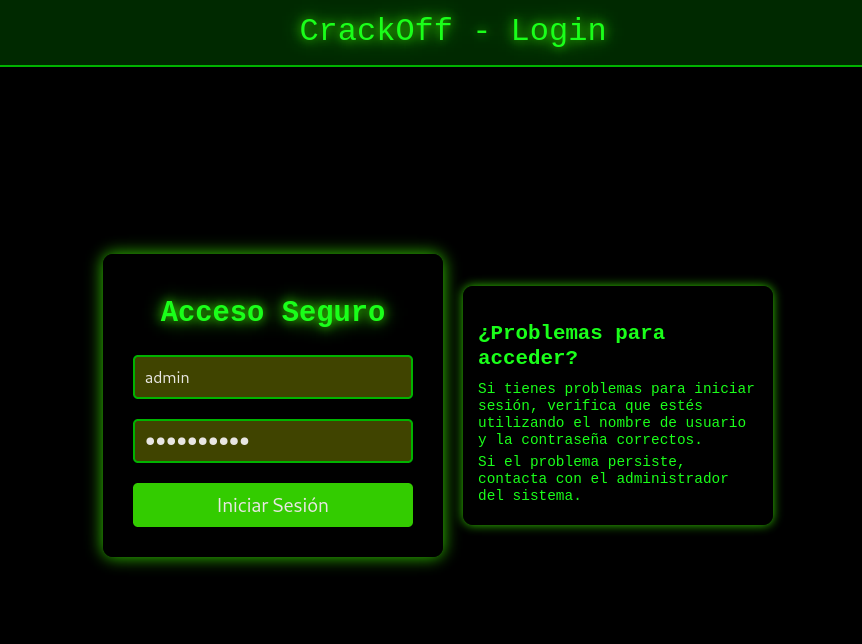 CrackOff - Login
Acceso Seguro
admin
●●●●●●●●●●
Iniciar Sesión
¿Problemas para
acceder?
Si tienes problemas para iniciar
sesión, verifica que estés
utilizando el nombre de usuario
y la contraseña correctos.
Si el problema persiste,
contacta con el administrador
del sistema.